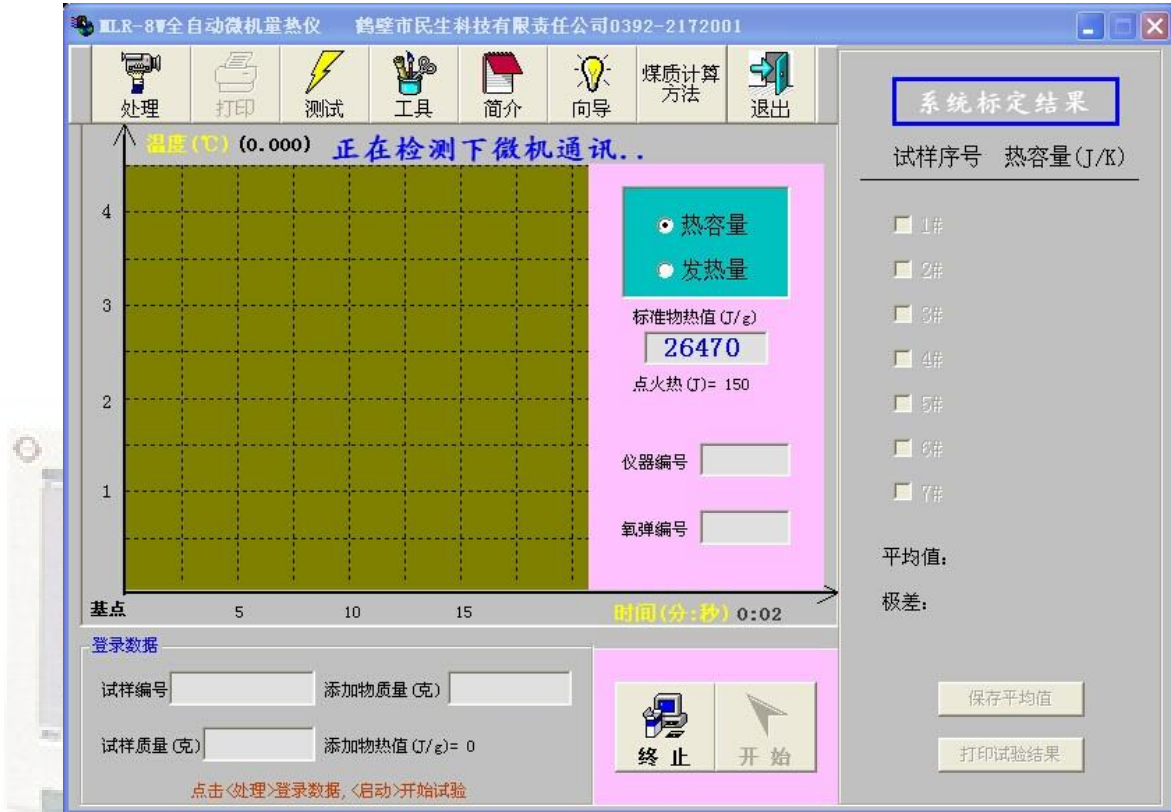 MLR-8W全自动微机量热仪 鹤壁市民生科技有限责任公司0392-2172001
处理
打印
测试
工具
简介
向导
煤质计算
方法
退出
温度(℃) (0.000) 正在检测下微机通讯..
4
3
2
1
基点 5 10 15 时间(分:秒) 0:02
热容量
发热量
标准物热值(J/g)
26470
点火热(J)= 150
仪器编号
氧弹编号
登录数据
试样编号 添加物质量(克)
试样质量(克) 添加物热值(J/g)= 0
点击<处理>登录数据,<启动>开始试验
终止 开始
系统标定结果
试样序号 热容量(J/K)
1#
2#
3#
4#
5#
6#
7#
平均值:
极差:
保存平均值
打印试验结果